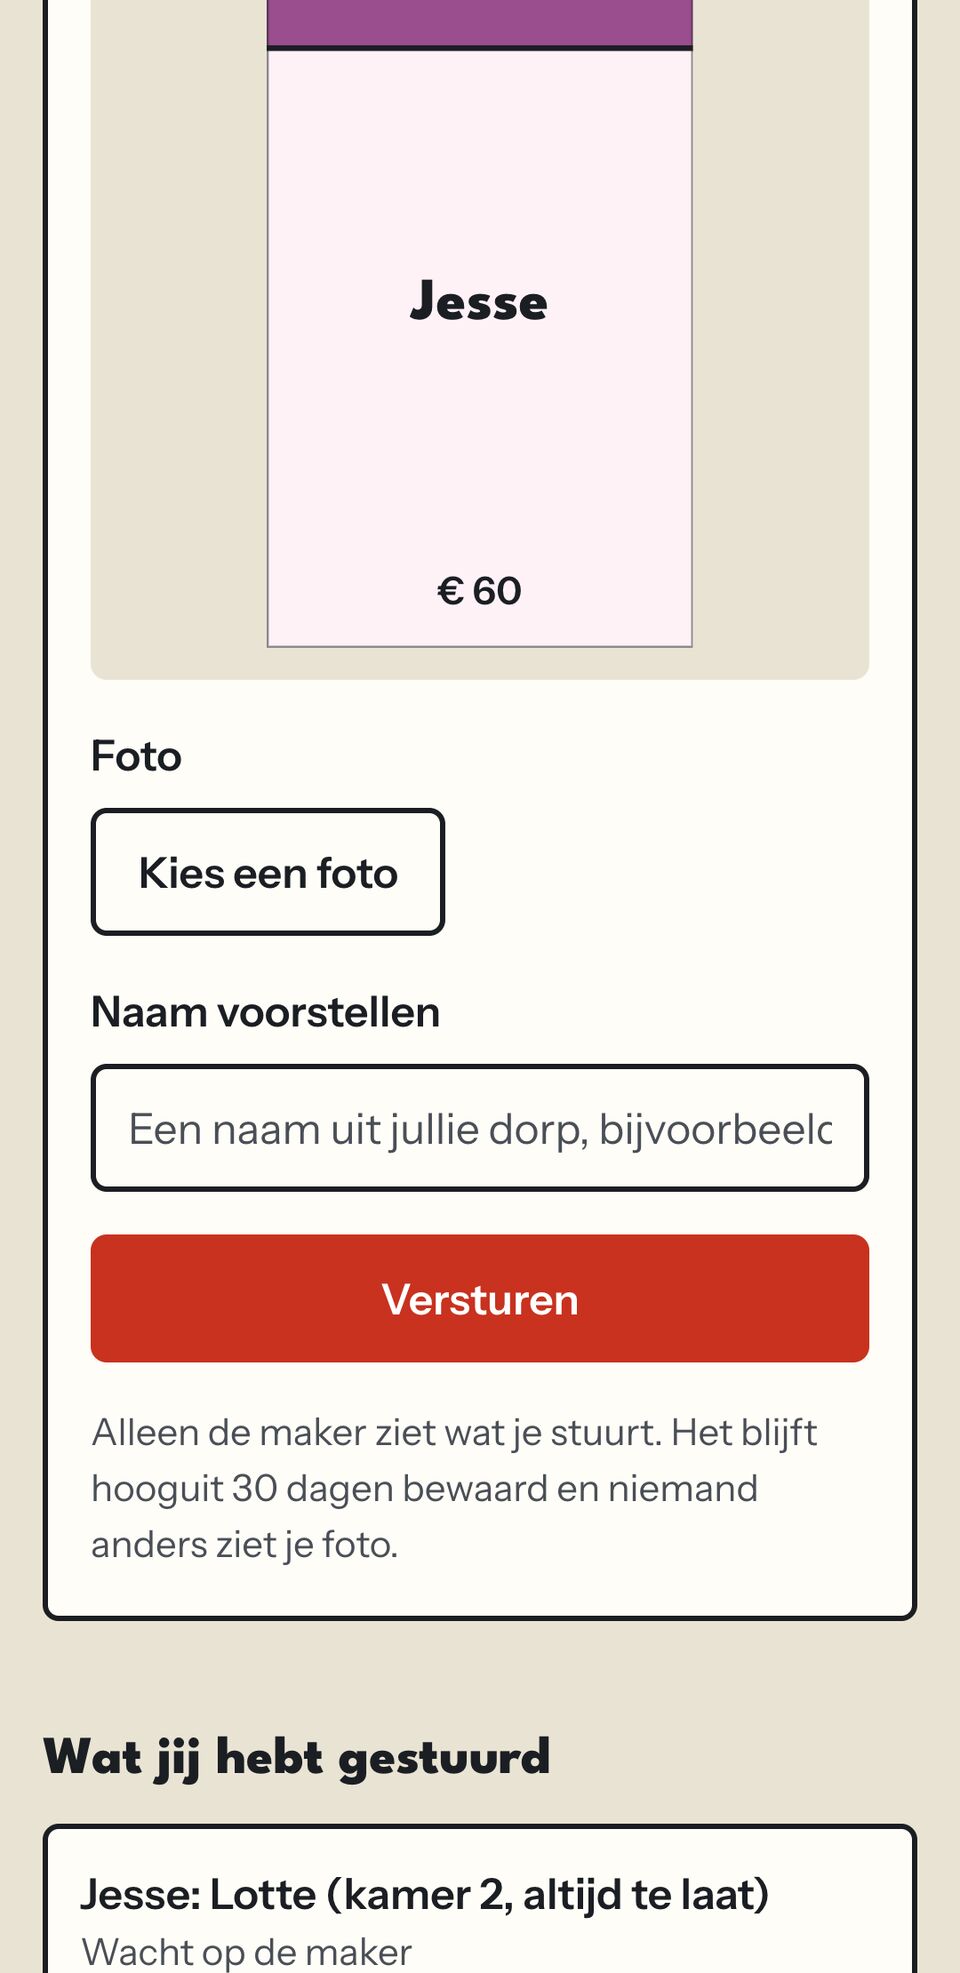 Jesse
€ 60
Foto
Kies een foto
Naam voorstellen
Een naam uit jullie dorp,
Versturen
Alleen de maker ziet wat je stuurt. Het blijft
hooguit 30 dagen bewaard en niemand
anders ziet je foto.
Wat jij hebt gestuurd
Jesse: Lotte (kamer 2, altijd te laat)
Wacht op de maker